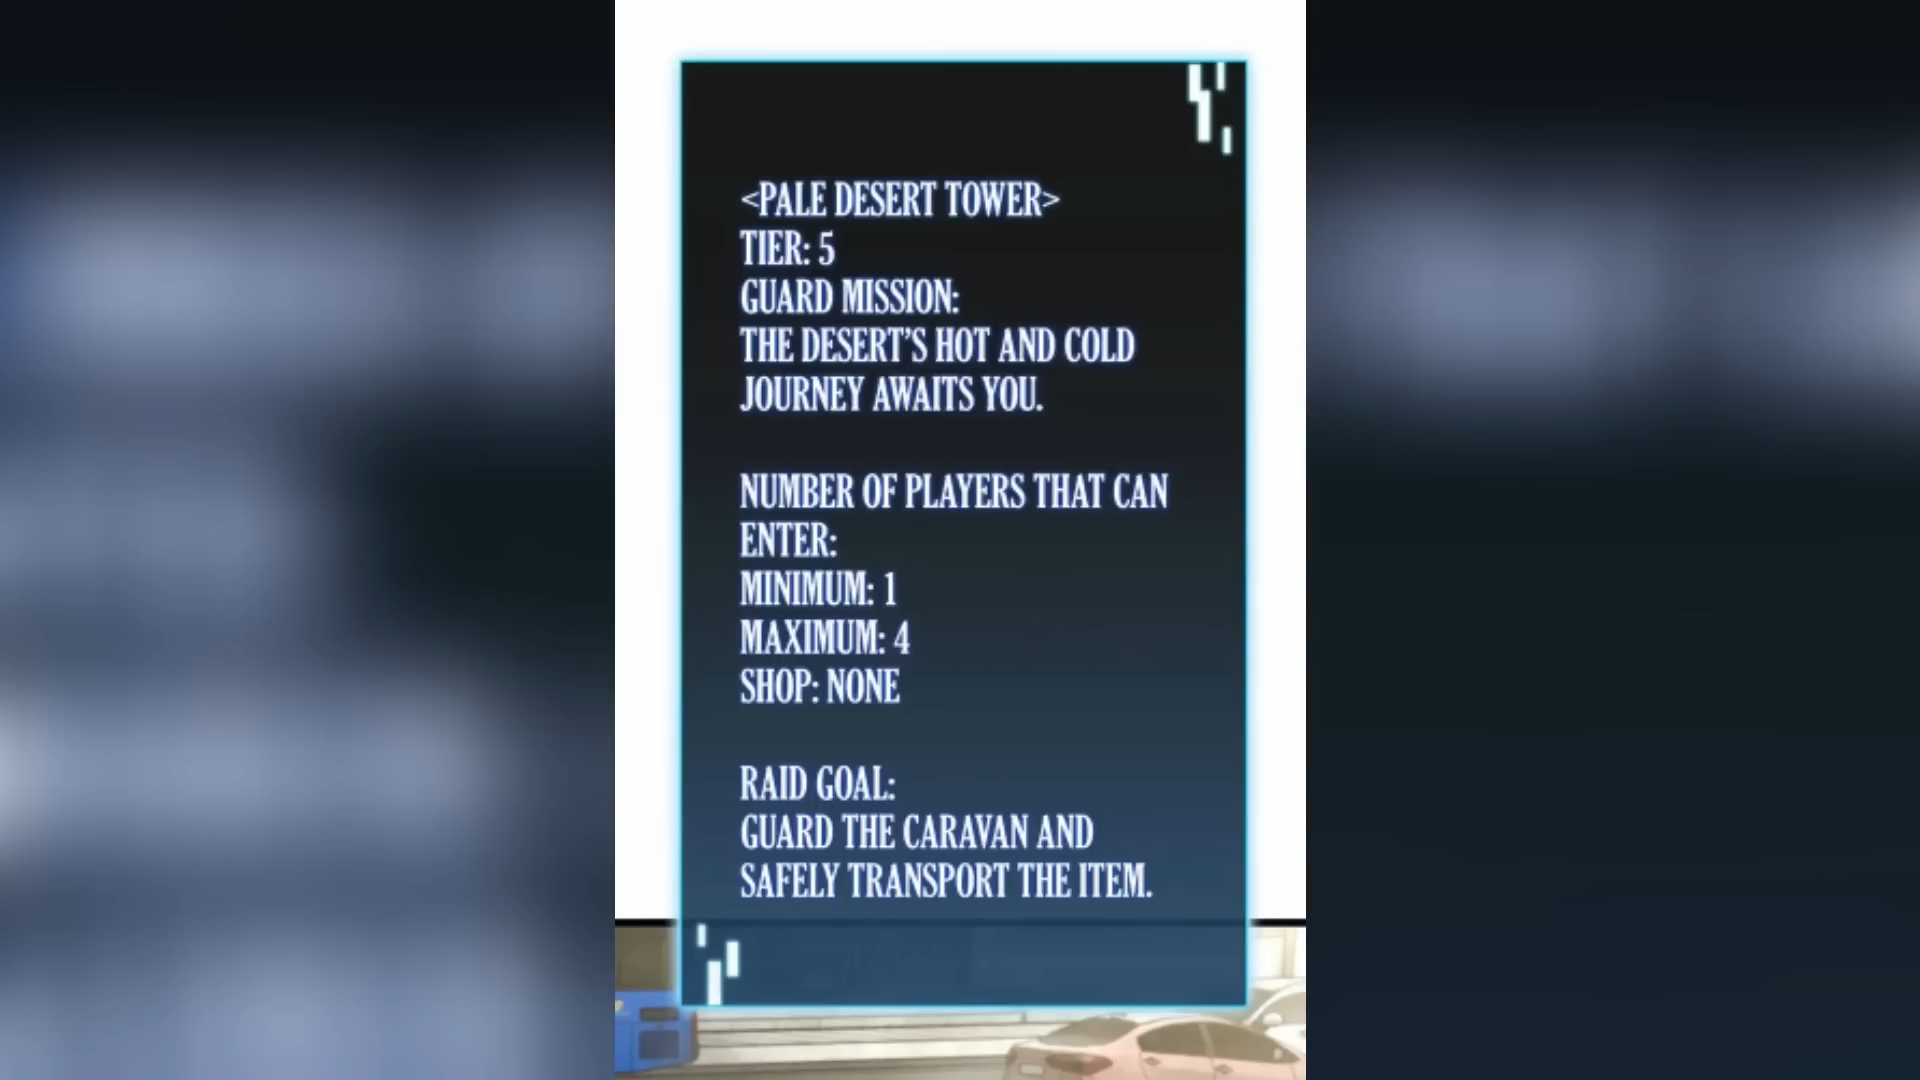 <PALE DESERT TOWER>
TIER: 5
GUARD MISSION:
THE DESERT'S HOT AND COLD
JOURNEY AWAITS YOU.
NUMBER OF PLAYERS THAT CAN
ENTER:
MINIMUM: 1
MAXIMUM: 4
SHOP: NONE
RAID GOAL:
GUARD THE CARAVAN AND
SAFELY TRANSPORT THE ITEM.